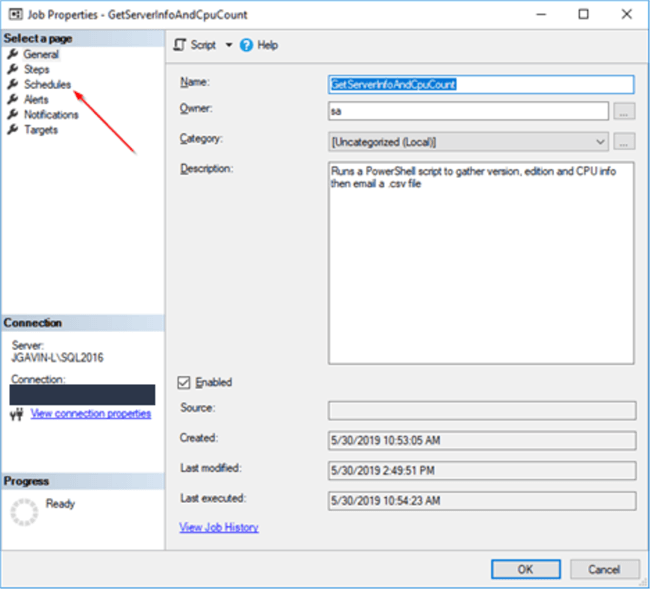 Job Properties - GetServerInfoAndCpuCount
Select a page
General
Steps
Schedules
Alerts
Notifications
Targets
Connection
Server:
JGAVIN-L\SQL2016
Connection:
View connection properties
Progress
Ready
Script
Help
Name:
GetServerInfoAndCpuCount
Owner:
sa
...
Category:
[Uncategorized (Local)]
...
Description:
Runs a PowerShell script to gather version, edition and CPU info
then email a .csv file
Enabled
Source:
Created:
5/30/2019 10:53:05 AM
Last modified:
5/30/2019 2:49:51 PM
Last executed:
5/30/2019 10:54:23 AM
View Job History
OK
Cancel